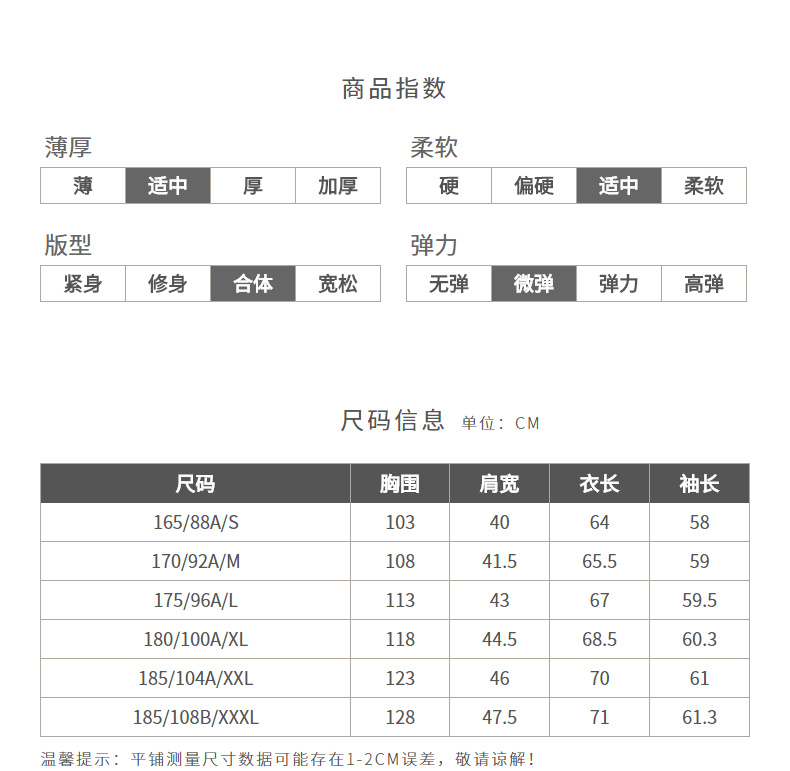 商品指数
薄厚 柔软
薄 适中 厚 加厚 硬 偏硬 适中 柔软
版型 弹力
紧身 修身 合体 宽松 无弹 微弹 弹力 高弹
尺码信息 单位：CM
尺码 胸围 肩宽 衣长 袖长
165/88A/S 103 40 64 58
170/92A/M 108 41.5 65.5 59
175/96A/L 113 43 67 59.5
180/100A/XL 118 44.5 68.5 60.3
185/104A/XXL 123 46 70 61
185/108B/XXXL 128 47.5 71 61.3
温馨提示：平铺测量尺寸数据可能存在1-2CM误差，敬请谅解！